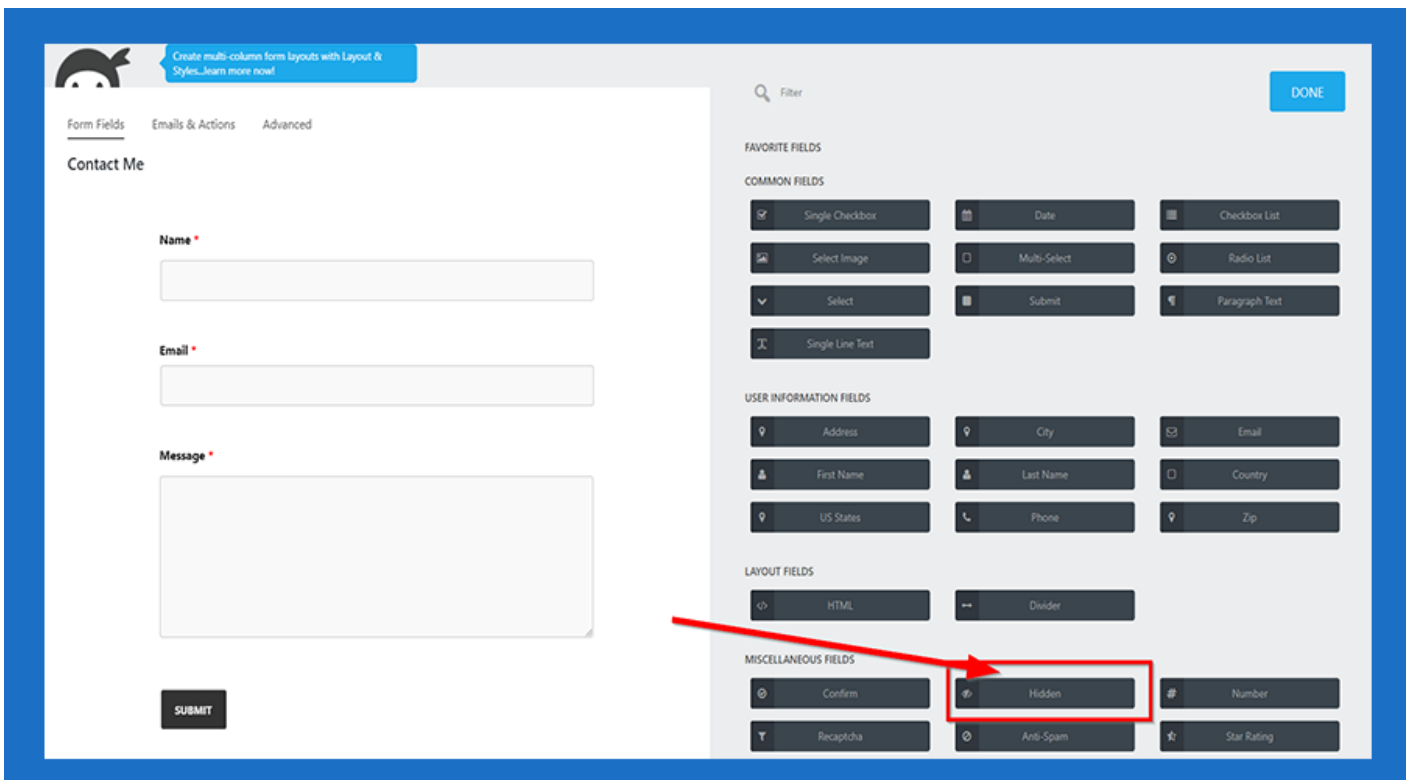 Create multi-column form layouts with Layout &
Styles...learn more now!
Form Fields Emails & Actions Advanced
Contact Me
Name *
Email *
Message *
SUBMIT
Filter
DONE
FAVORITE FIELDS
COMMON FIELDS
Single Checkbox Date Checkbox List
Select Image Multi-Select Radio List
Select Submit Paragraph Text
Single Line Text
USER INFORMATION FIELDS
Address City Email
First Name Last Name Country
US States Phone Zip
LAYOUT FIELDS
HTML Divider
MISCELLANEOUS FIELDS
Confirm Hidden Number
Recaptcha Anti-Spam Star Rating